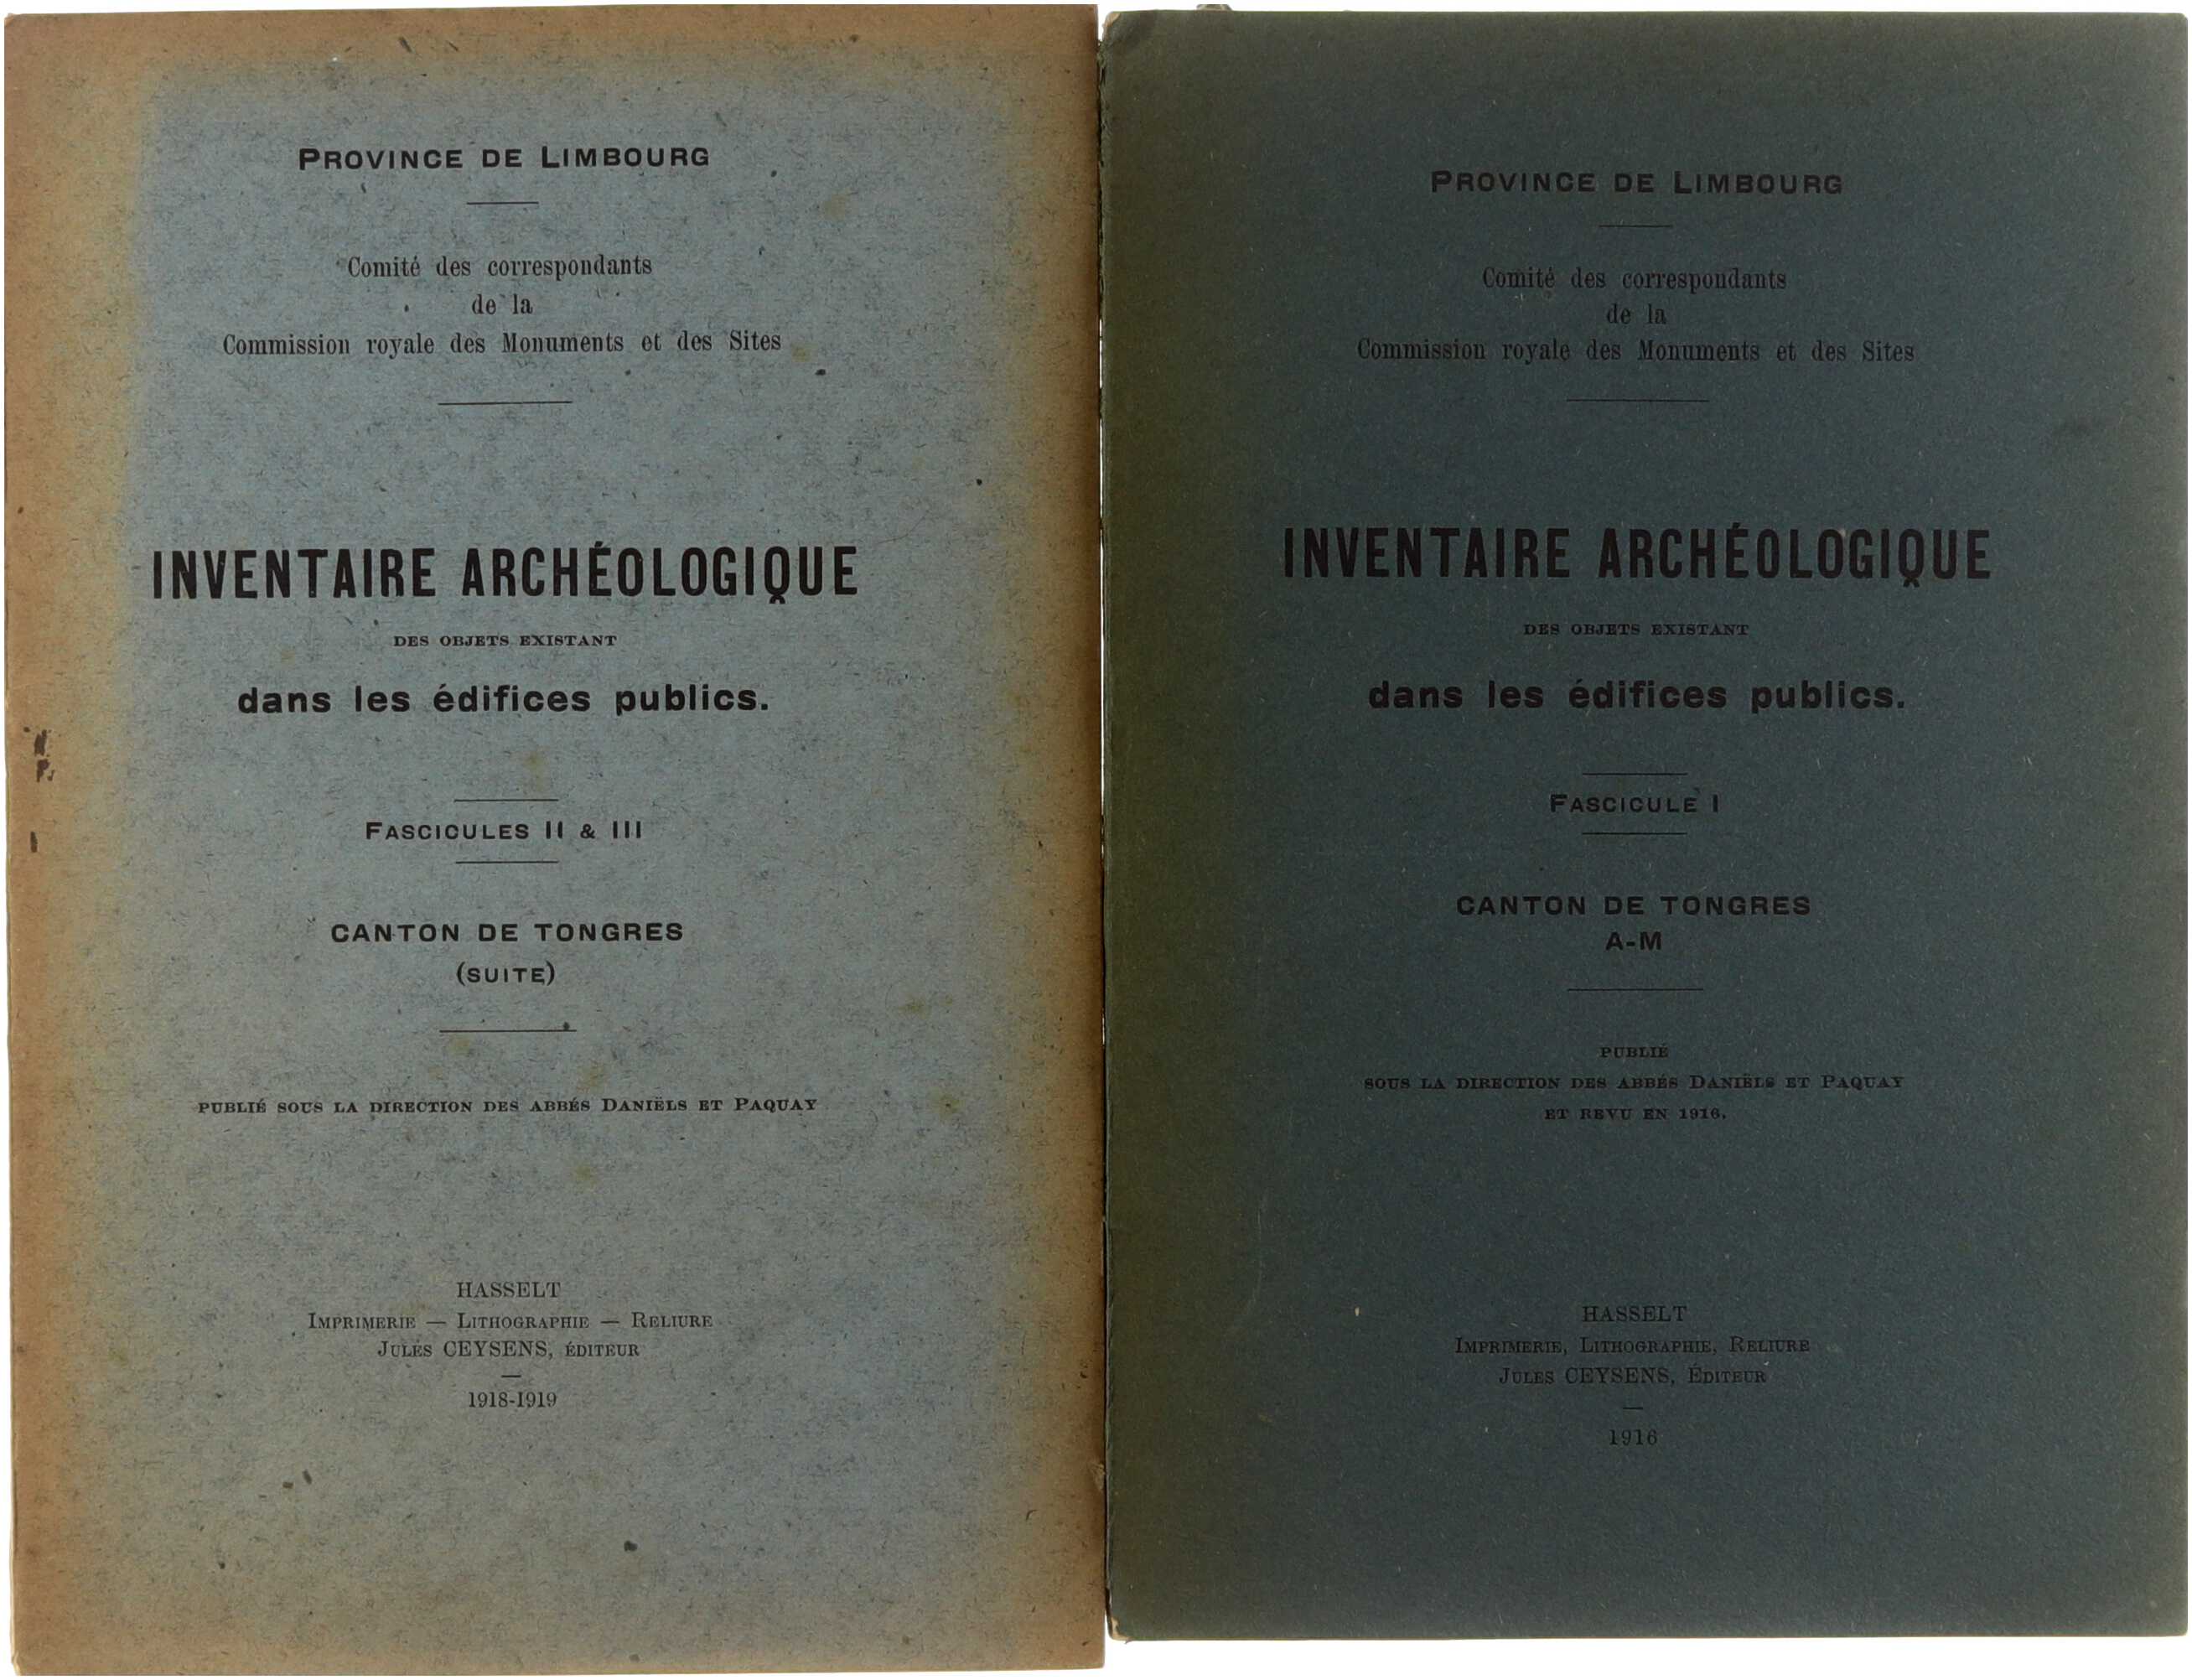 PROVINCE DE LIMBOURG
Comité des correspondants
de la
Commission royale des Monuments et des Sites
INVENTAIRE ARCHÉOLOGIQUE
DES OBJETS EXISTANT
dans les édifices publics.
FASCICULES II & III
CANTON DE TONGRES
(SUITE)
PUBLIÉ SOUS LA DIRECTION DES ABBÉS DANIËLS ET PAQUAY
HASSELT
IMPRIMERIE — LITHOGRAPHIE — RELIURE
JULES CEYSENS, ÉDITEUR
1918-1919
PROVINCE DE LIMBOURG
Comité des correspondants
de la
Commission royale des Monuments et des Sites
INVENTAIRE ARCHÉOLOGIQUE
DES OBJETS EXISTANT
dans les édifices publics.
FASCICULE I
CANTON DE TONGRES
A-M
PUBLIÉ
SOUS LA DIRECTION DES ABBÉS DANIËLS ET PAQUAY
ET REVU EN 1916.
HASSELT
IMPRIMERIE, LITHOGRAPHIE, RELIURE
JULES CEYSENS, ÉDITEUR
1916